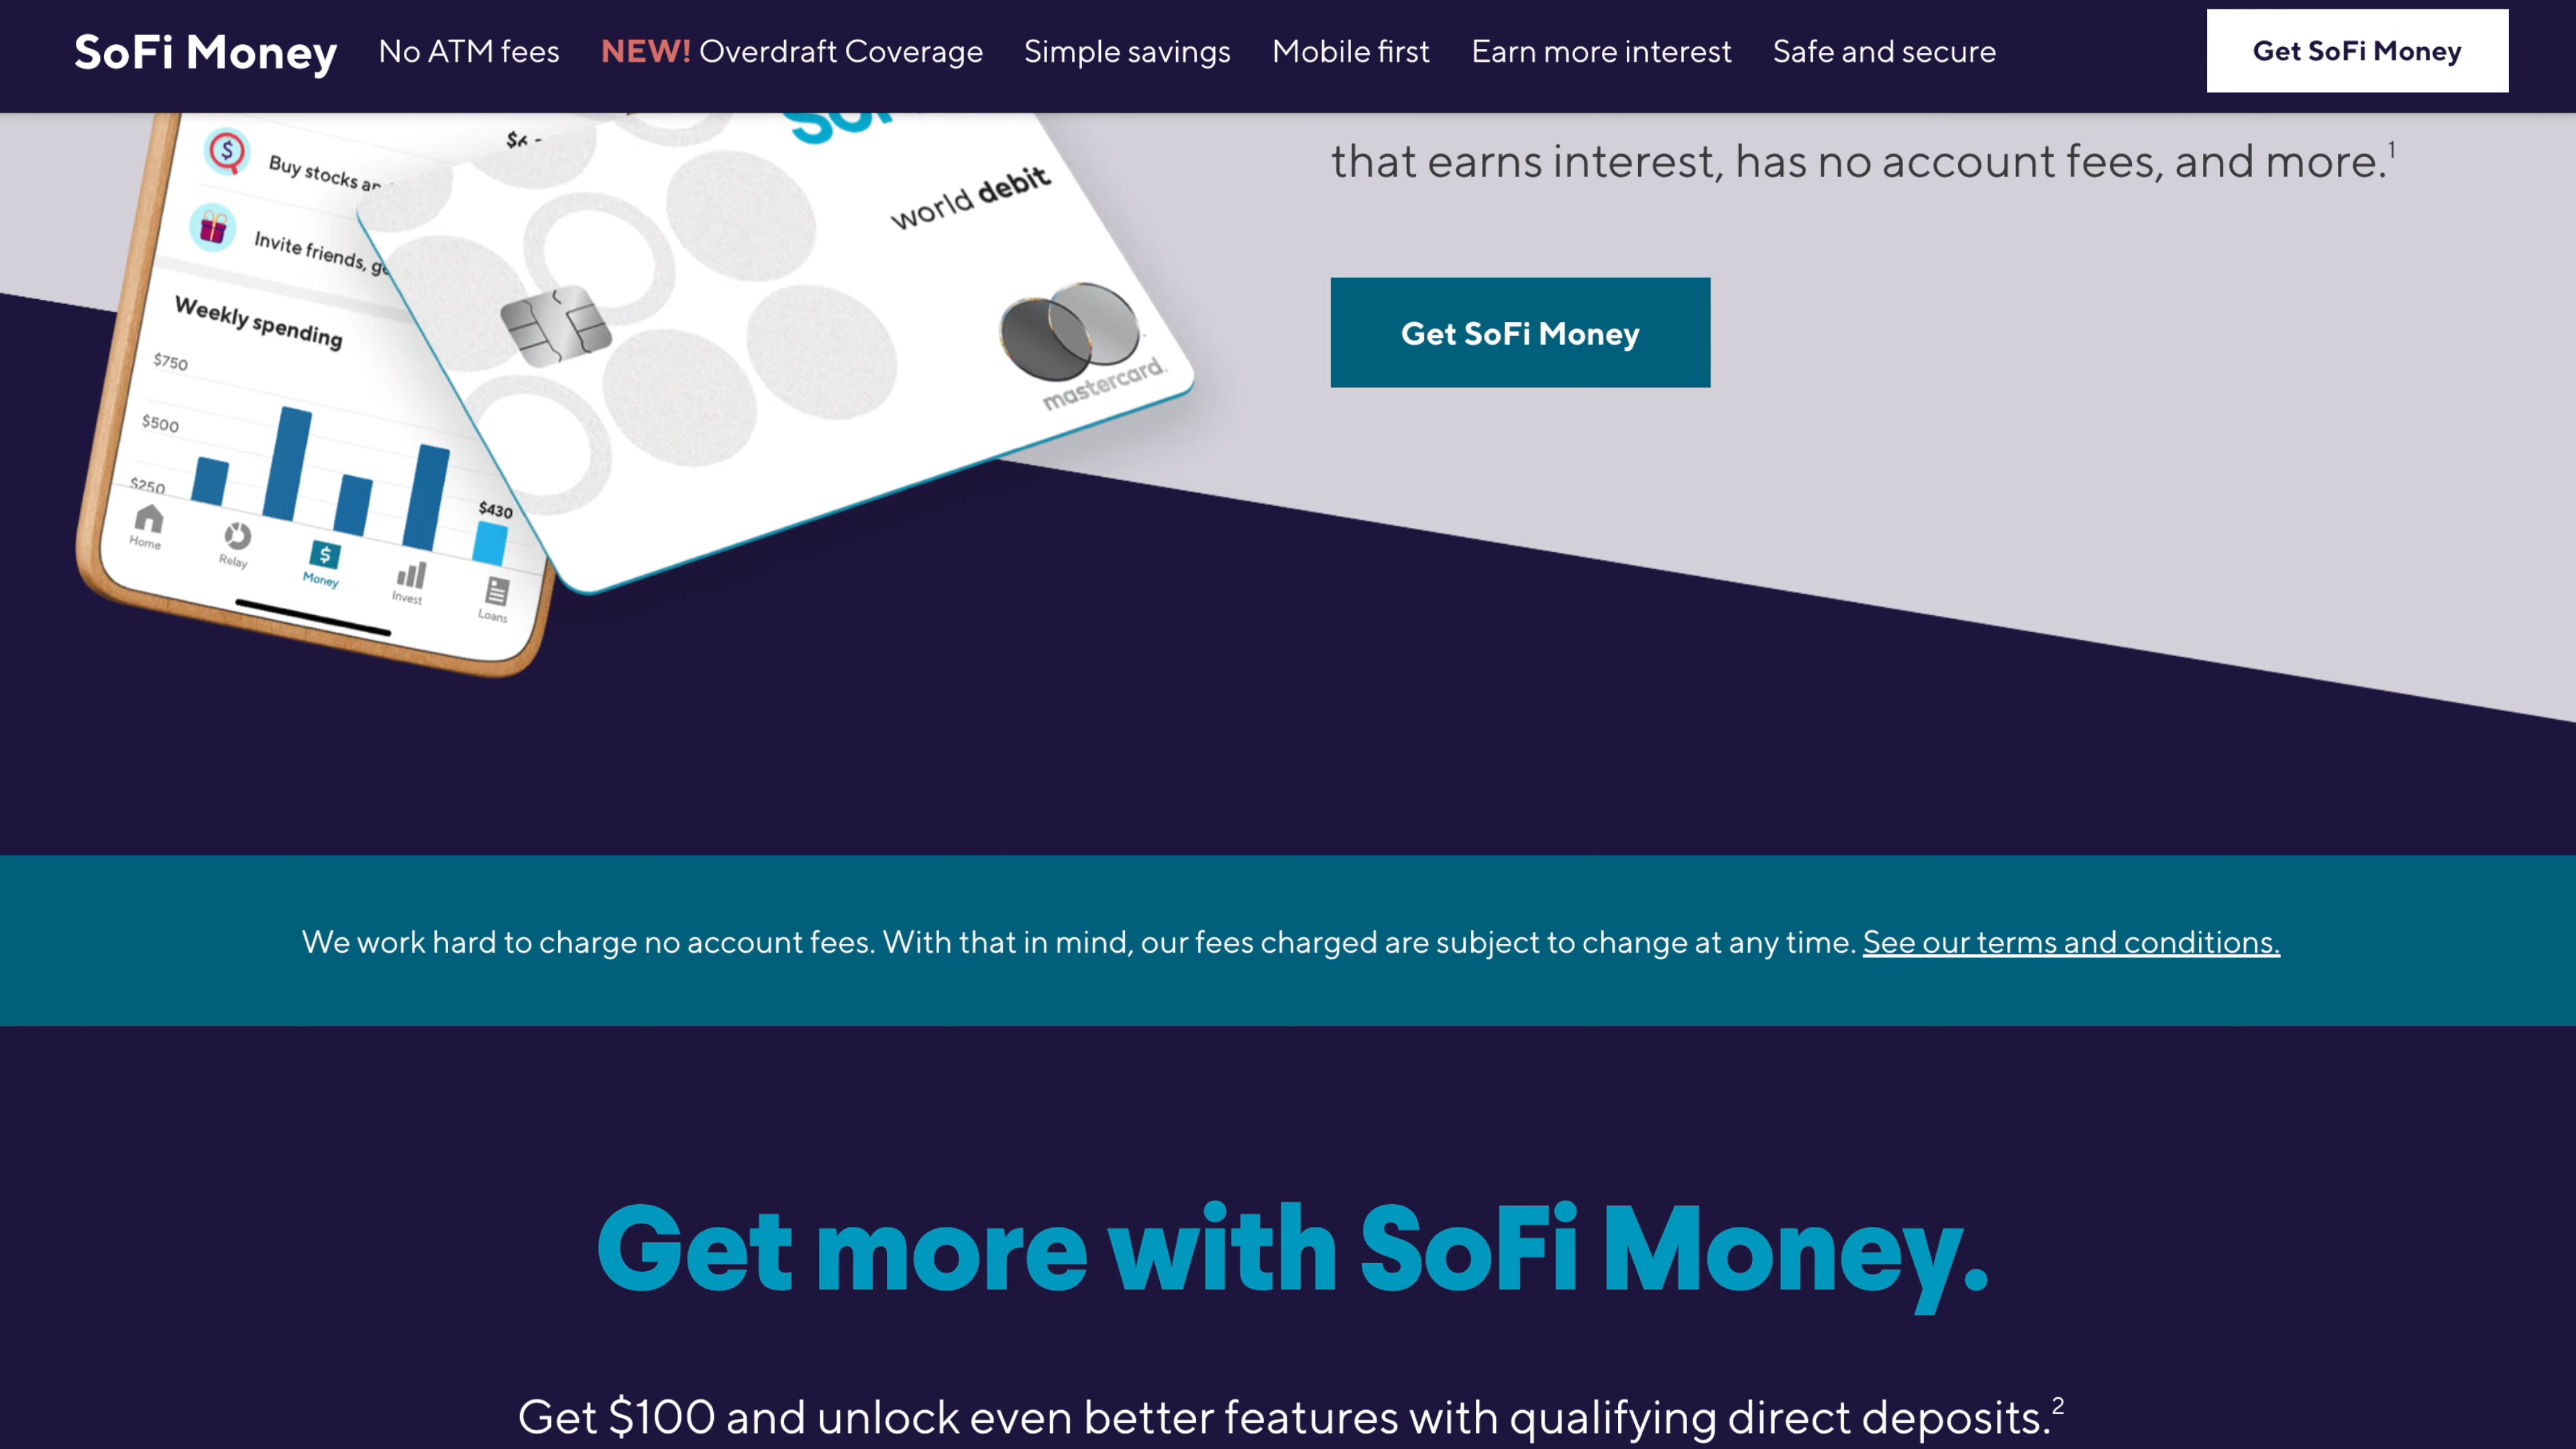 SoFi Money No ATM fees NEW! Overdraft Coverage Simple savings Mobile first Earn more interest Safe and secure Get SoFi Money
that earns interest, has no account fees, and more.¹
Get SoFi Money
Buy stocks
Invite friends,
Weekly spending
$750
$500
$250
$430
Home Relay Money Invest Loans
world debit
mastercard.
We work hard to charge no account fees. With that in mind, our fees charged are subject to change at any time. See our terms and conditions.
Get more with SoFi Money.
Get $100 and unlock even better features with qualifying direct deposits.²